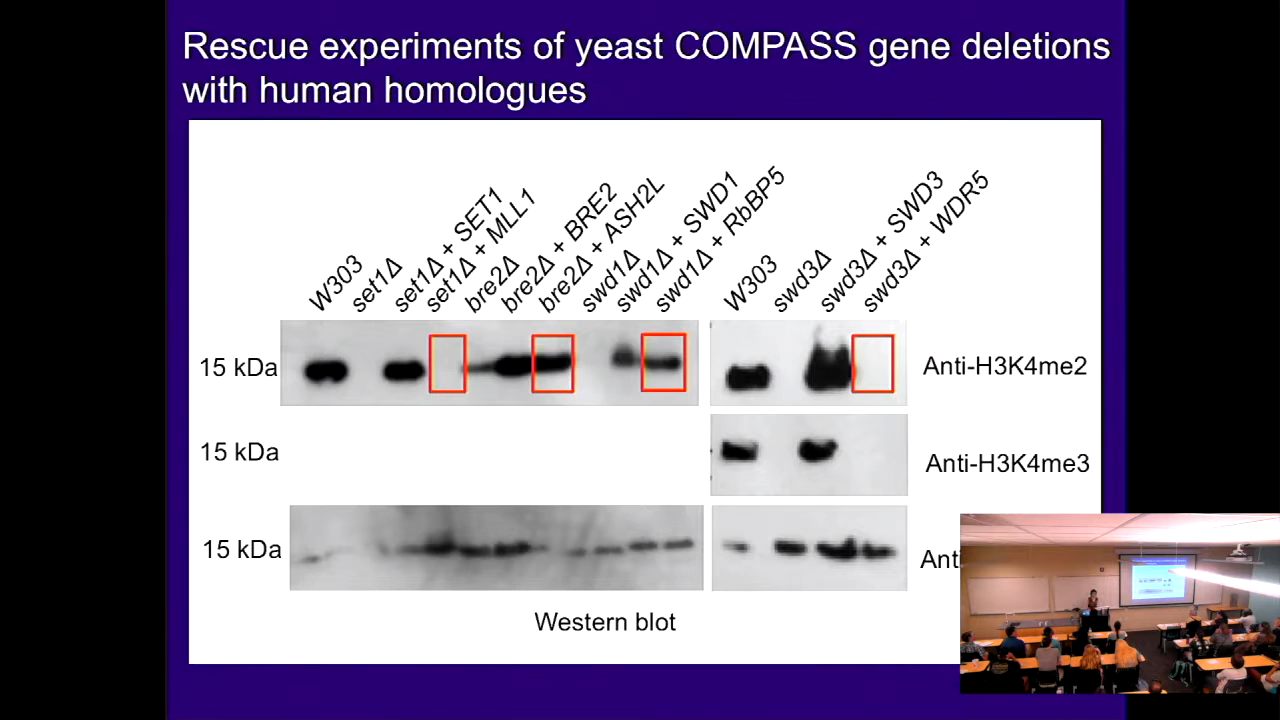 Rescue experiments of yeast COMPASS gene deletions
with human homologues
W303
set1Δ
set1Δ + SET1
set1Δ + MLL1
bre2Δ
bre2Δ + BRE2
bre2Δ + ASH2L
swd1Δ
swd1Δ + SWD1
swd1Δ + RbBP5
W303
swd3Δ
swd3Δ + SWD3
swd3Δ + WDR5
15 kDa
Anti-H3K4me2
15 kDa
Anti-H3K4me3
15 kDa
Western blot